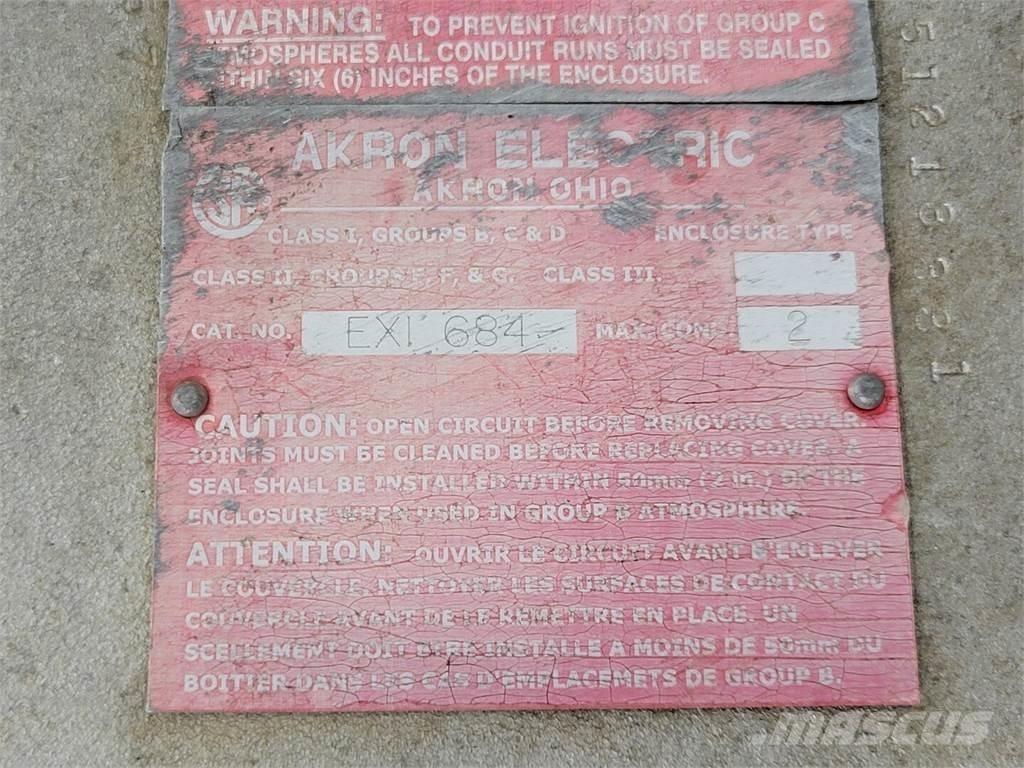 WARNING: TO PREVENT IGNITION OF GROUP C
ATMOSPHERES ALL CONDUIT RUNS MUST BE SEALED
WITHIN SIX (6) INCHES OF THE ENCLOSURE.
AKRON ELECTRIC
AKRON, OHIO
CLASS I, GROUPS B, C & D ENCLOSURE TYPE
CLASS II, GROUPS E, F, & G. CLASS III.
CAT. NO. EXI 684 MAX. COND. 2
CAUTION: OPEN CIRCUIT BEFORE REMOVING COVER.
JOINTS MUST BE CLEANED BEFORE REPLACING COVER. A
SEAL SHALL BE INSTALLED WITHIN 50mm (2 in.) OF THE
ENCLOSURE WHEN USED IN GROUP B ATMOSPHERE.
ATTENTION: OUVRIR LE CIRCUIT AVANT D'ENLEVER
LE COUVERCLE. NETTOYER LES SURFACES DE CONTACT DU
COUVERCLE AVANT DE LE REMETTRE EN PLACE. UN
SCELLEMENT DOIT ETRE INSTALLE A MOINS DE 50mm DU
BOITIER DANS LES CAS D'EMPLACEMETS DE GROUP B.
MASCUS